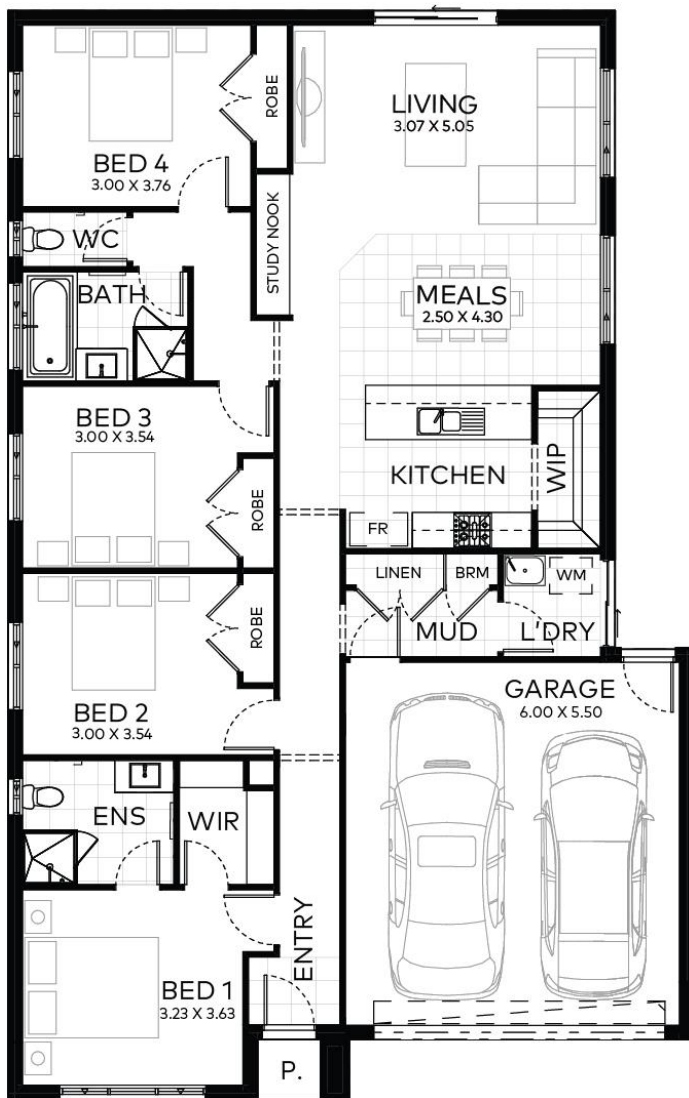 ROBE
LIVING
3.07 X 5.05
BED 4
3.00 X 3.76
WC
STUDY NOOK
BATH
MEALS
2.50 X 4.30
BED 3
3.00 X 3.54
ROBE
KITCHEN
WIP
FR
LINEN
BRM
WM
MUD
L'DRY
ROBE
BED 2
3.00 X 3.54
GARAGE
6.00 X 5.50
ENS
WIR
ENTRY
BED 1
3.23 X 3.63
P.